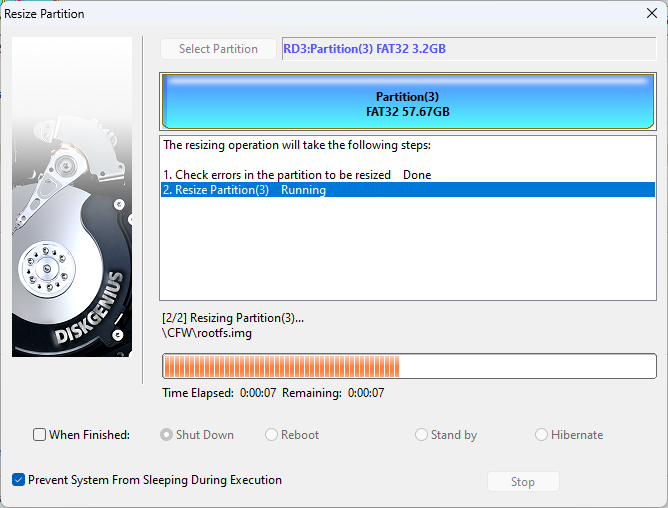 Resize Partition
Select Partition
RD3:Partition(3) FAT32 3.2GB
Partition(3)
FAT32 57.67GB
The resizing operation will take the following steps:
1. Check errors in the partition to be resized Done
2. Resize Partition(3) Running
DISKGENIUS
[2/2] Resizing Partition(3)...
\CFW\rootfs.img
Time Elapsed: 0:00:07 Remaining: 0:00:07
When Finished: Shut Down Reboot Stand by Hibernate
Prevent System From Sleeping During Execution
Stop